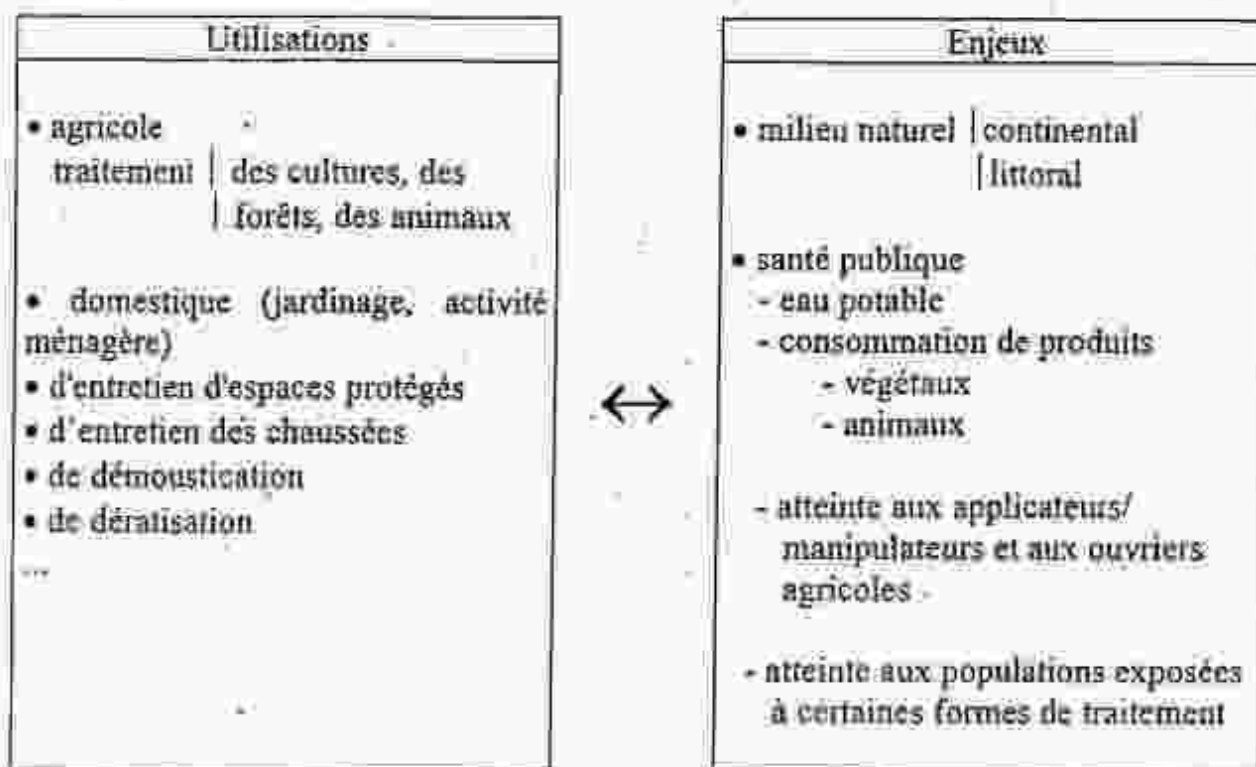 Utilisations
• agricole
traitement | des cultures, des
| forêts, des animaux
• domestique (jardinage, activité
ménagère)
• d'entretien d'espaces protégés
• d'entretien des chaussées
• de démoustication
• de dératisation
...
↔
Enjeux
• milieu naturel | continental
| littoral
• santé publique
- eau potable
- consommation de produits
- végétaux
- animaux
- atteinte aux applicateurs/
manipulateurs et aux ouvriers
agricoles
- atteinte aux populations exposées
à certaines formes de traitement